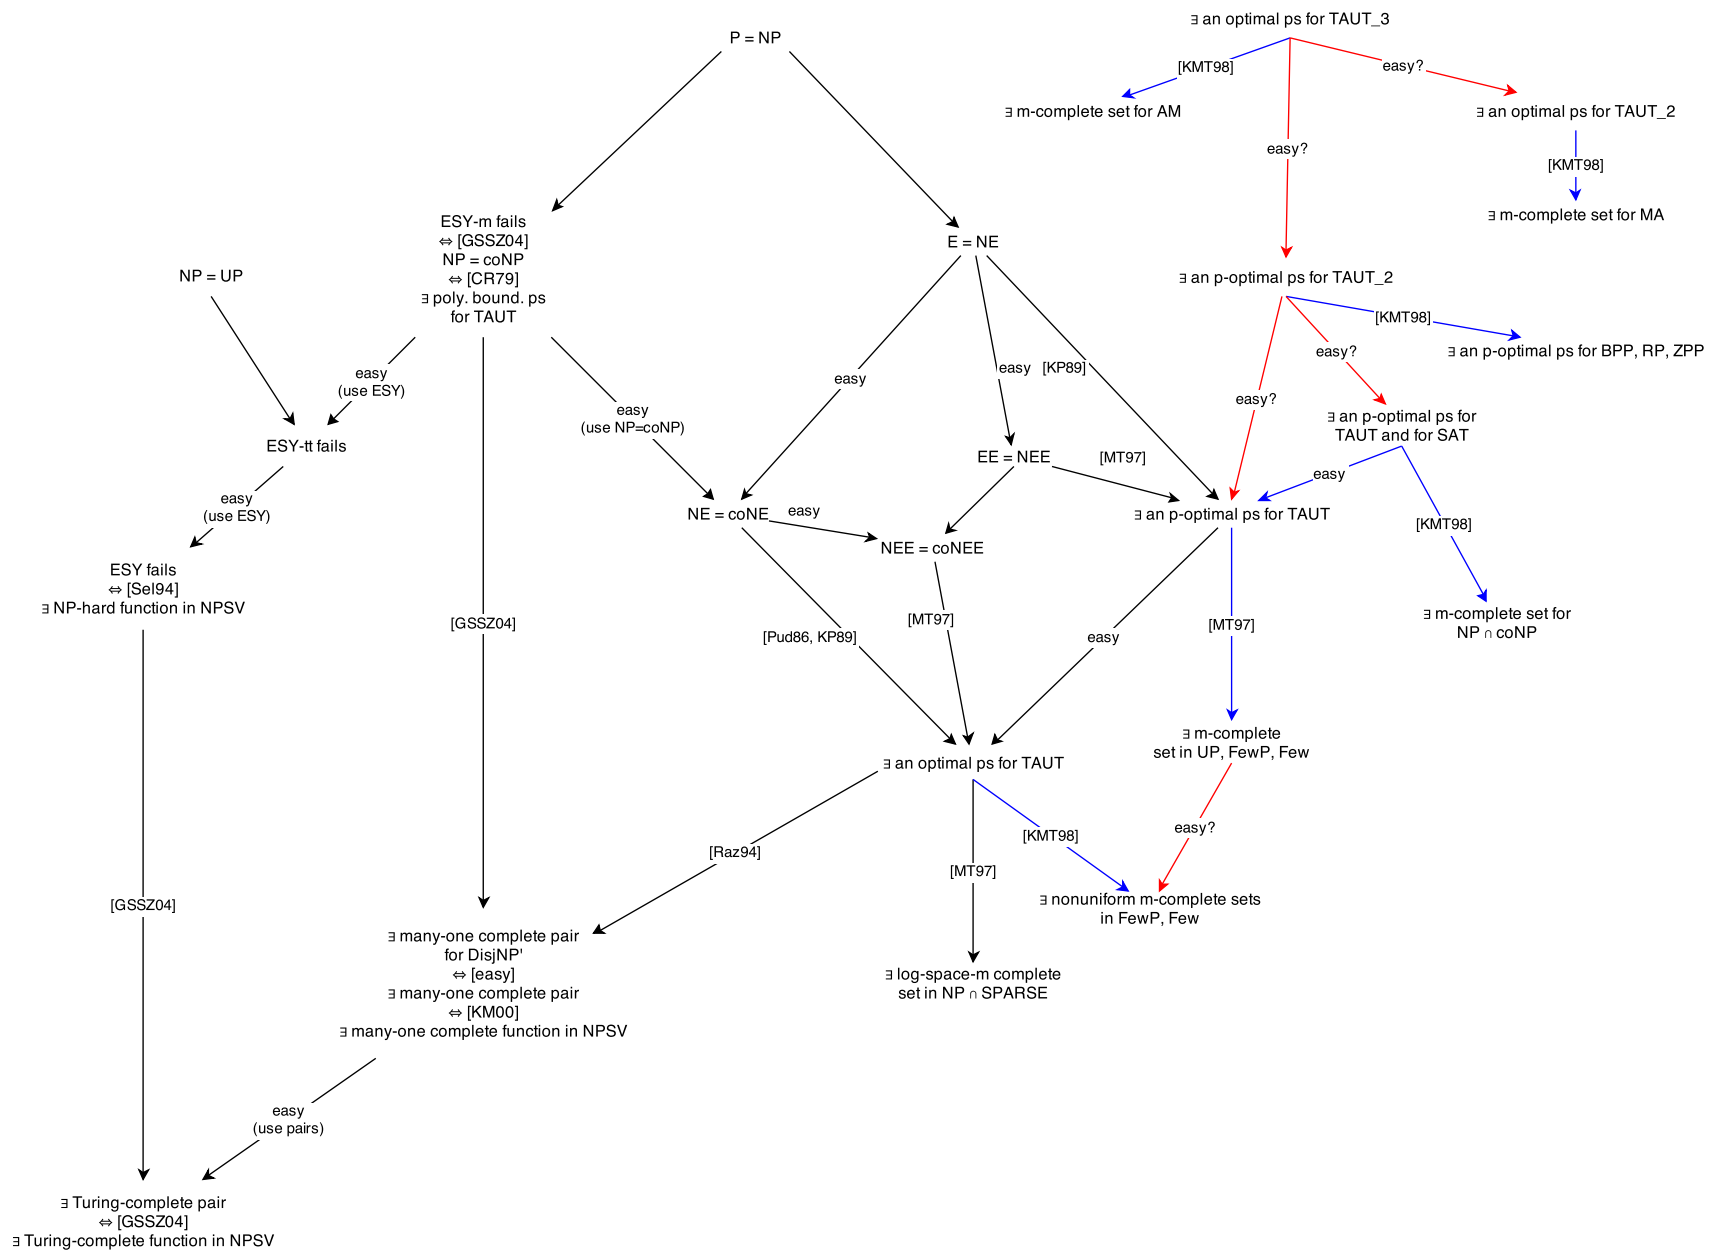 ∃ an optimal ps for TAUT_3
P = NP
[KMT98]
easy?
∃ m-complete set for AM
∃ an optimal ps for TAUT_2
easy?
[KMT98]
∃ m-complete set for MA
ESY-m fails
⇔ [GSSZ04]
NP = coNP
⇔ [CR79]
∃ poly. bound. ps
for TAUT
E = NE
NP = UP
∃ an p-optimal ps for TAUT_2
[KMT98]
easy?
∃ an p-optimal ps for BPP, RP, ZPP
easy
(use ESY)
easy
easy
[KP89]
easy?
easy
(use NP=coNP)
∃ an p-optimal ps for
TAUT and for SAT
ESY-tt fails
EE = NEE
[MT97]
easy
easy
(use ESY)
NE = coNE
easy
∃ an p-optimal ps for TAUT
[KMT98]
NEE = coNEE
ESY fails
⇔ [Sel94]
∃ NP-hard function in NPSV
[GSSZ04]
[Pud86, KP89]
[MT97]
easy
[MT97]
∃ m-complete set for
NP ∩ coNP
∃ m-complete
set in UP, FewP, Few
∃ an optimal ps for TAUT
easy?
[Raz94]
[KMT98]
[MT97]
[GSSZ04]
∃ nonuniform m-complete sets
in FewP, Few
∃ many-one complete pair
for DisjNP'
⇔ [easy]
∃ many-one complete pair
⇔ [KM00]
∃ many-one complete function in NPSV
∃ log-space-m complete
set in NP ∩ SPARSE
easy
(use pairs)
∃ Turing-complete pair
⇔ [GSSZ04]
∃ Turing-complete function in NPSV